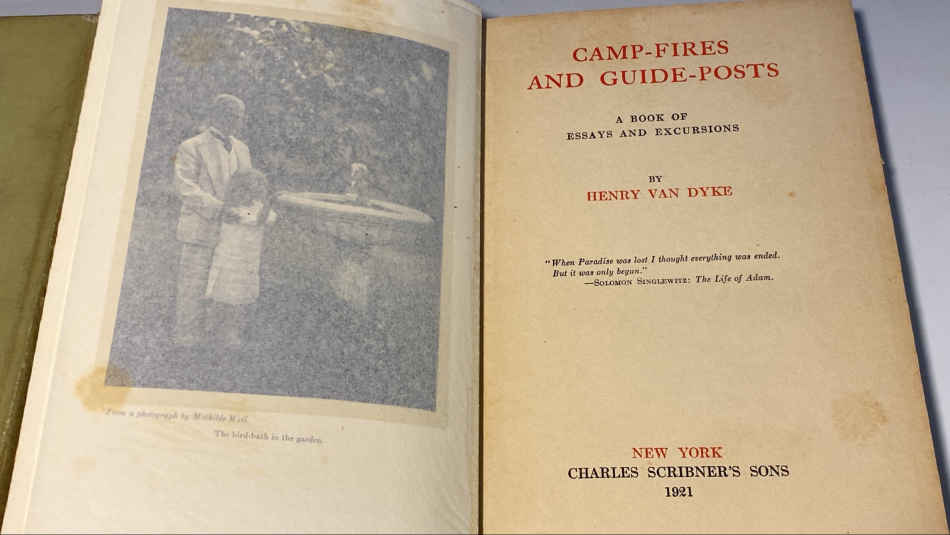 From a photograph by Mathilde Weil.
The bird-bath in the garden.
CAMP-FIRES
AND GUIDE-POSTS
A BOOK OF
ESSAYS AND EXCURSIONS
BY
HENRY VAN DYKE
"When Paradise was lost I thought everything was ended.
But it was only begun."
—SOLOMON SINGLEWITZ: The Life of Adam.
NEW YORK
CHARLES SCRIBNER'S SONS
1921